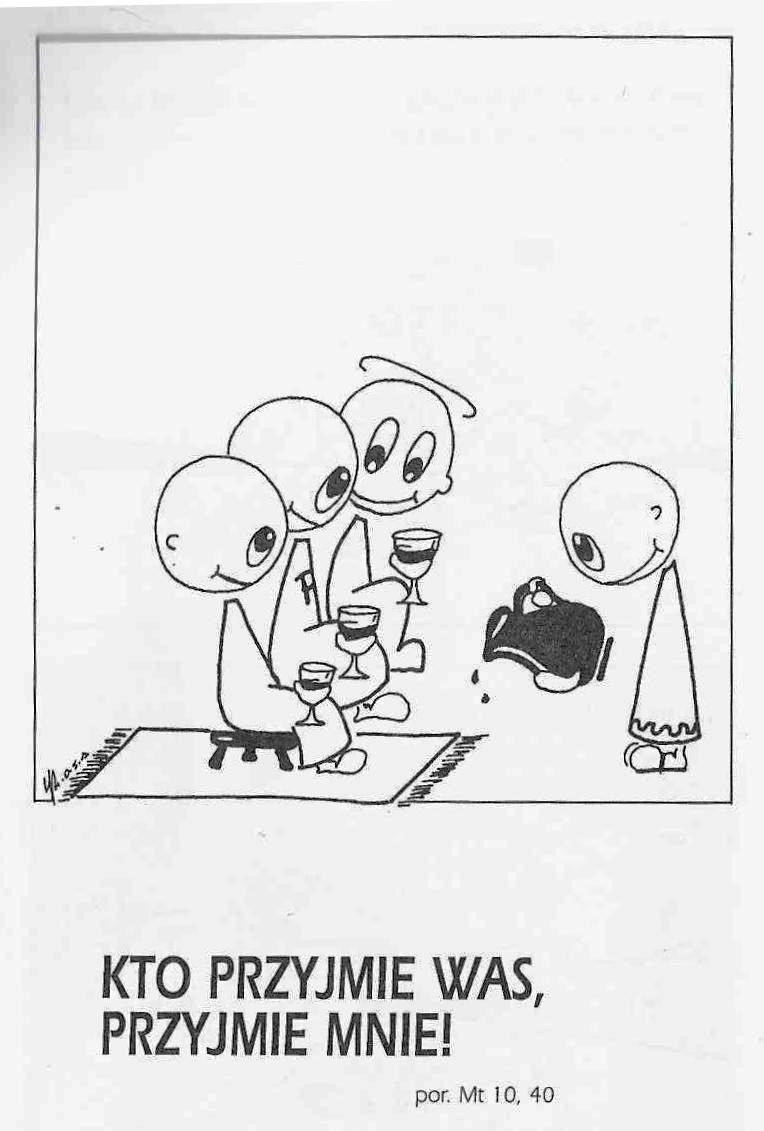 KTO PRZYJMIE WAS,
PRZYJMIE MNIE!
por. Mt 10, 40